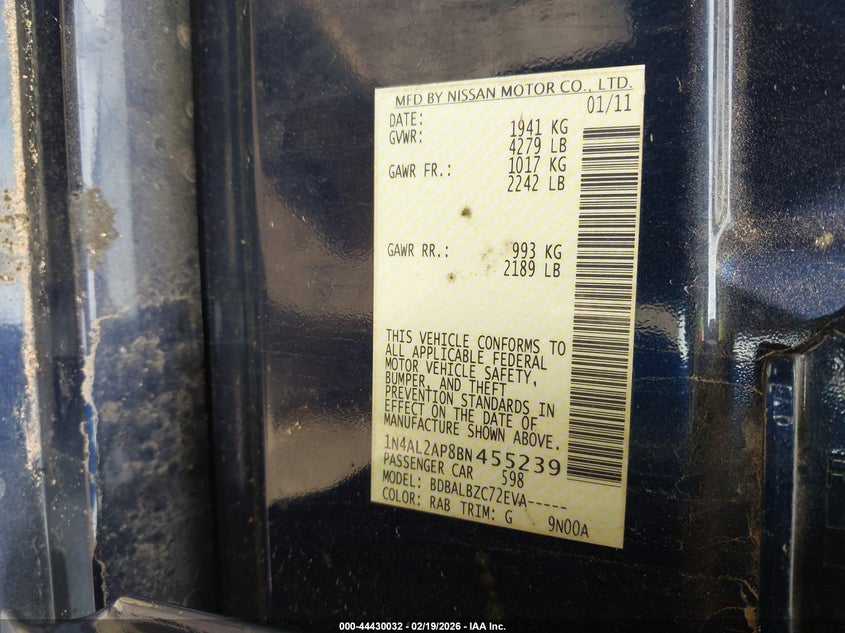 MFD BY NISSAN MOTOR CO., LTD.
DATE: 01/11
GVWR: 1941 KG
4279 LB
GAWR FR.: 1017 KG
2242 LB
GAWR RR.: 993 KG
2189 LB
THIS VEHICLE CONFORMS TO
ALL APPLICABLE FEDERAL
MOTOR VEHICLE SAFETY,
BUMPER, AND THEFT
PREVENTION STANDARDS IN
EFFECT ON THE DATE OF
MANUFACTURE SHOWN ABOVE.
1N4AL2AP8BN455239
PASSENGER CAR 598
MODEL: BDBALBZC72EVA-----
COLOR: RAB TRIM: G 9N00A
000-44430032 - 02/19/2026 - IAA Inc.